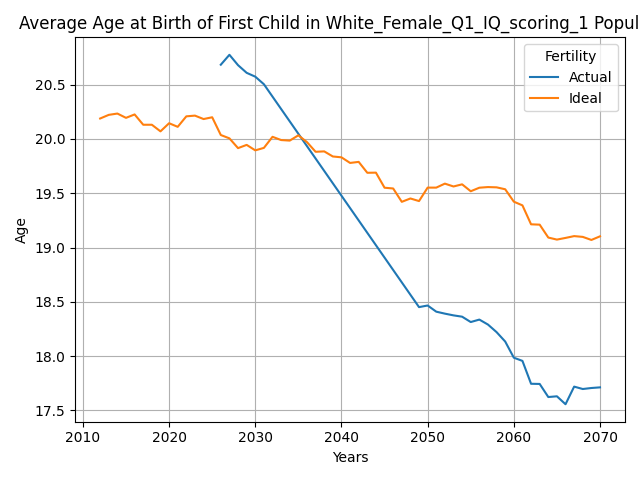 Average Age at Birth of First Child in White_Female_Q1_IQ_scoring_1 Popul
Fertility
Actual
Ideal
20.5
20.0
19.5
19.0
18.5
18.0
17.5
Age
2010 2020 2030 2040 2050 2060 2070
Years